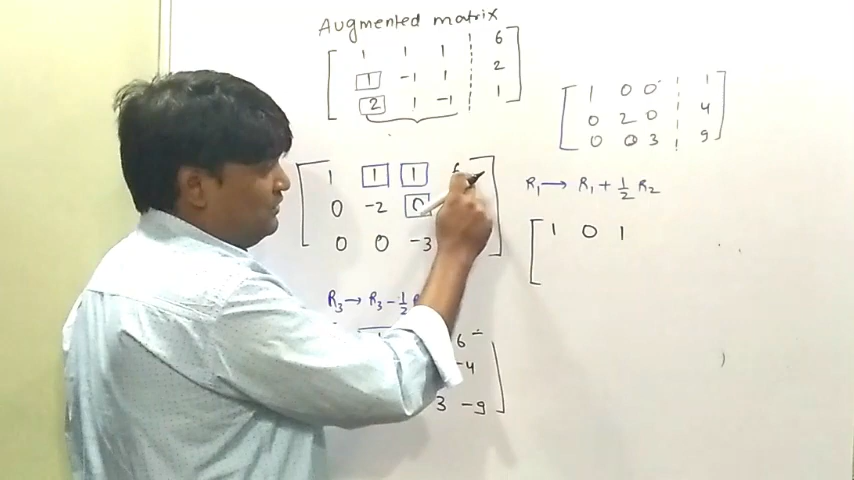 Augmented matrix
1 1 1 6
1 -1 1 2
2 1 -1 1
1 1 1 6
0 -2 0
0 0 -3
R₃ → R₃ - 1/2
6
-4
3 -9
1 0 0 1
0 2 0 4
0 0 3 9
R₁ → R₁ + 1/2 R₂
1 0 1